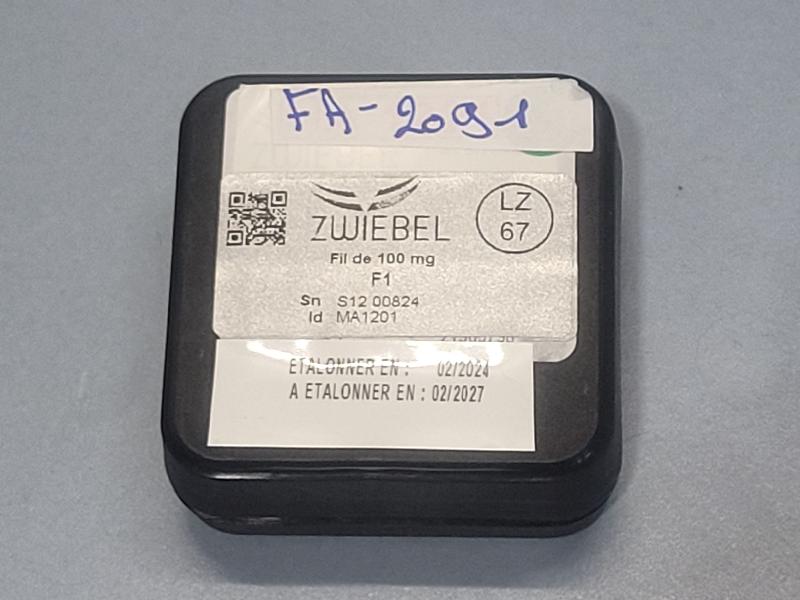 FA-2091
ZWIEBEL
LZ
67
Fil de 100 mg
F1
Sn S12 00824
Id MA1201
ETALONNER EN : 02/2024
A ETALONNER EN : 02/2027